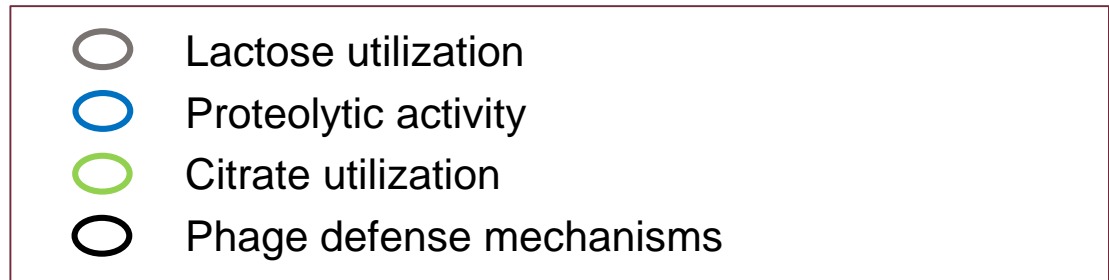 Lactose utilization
Proteolytic activity
Citrate utilization
Phage defense mechanisms